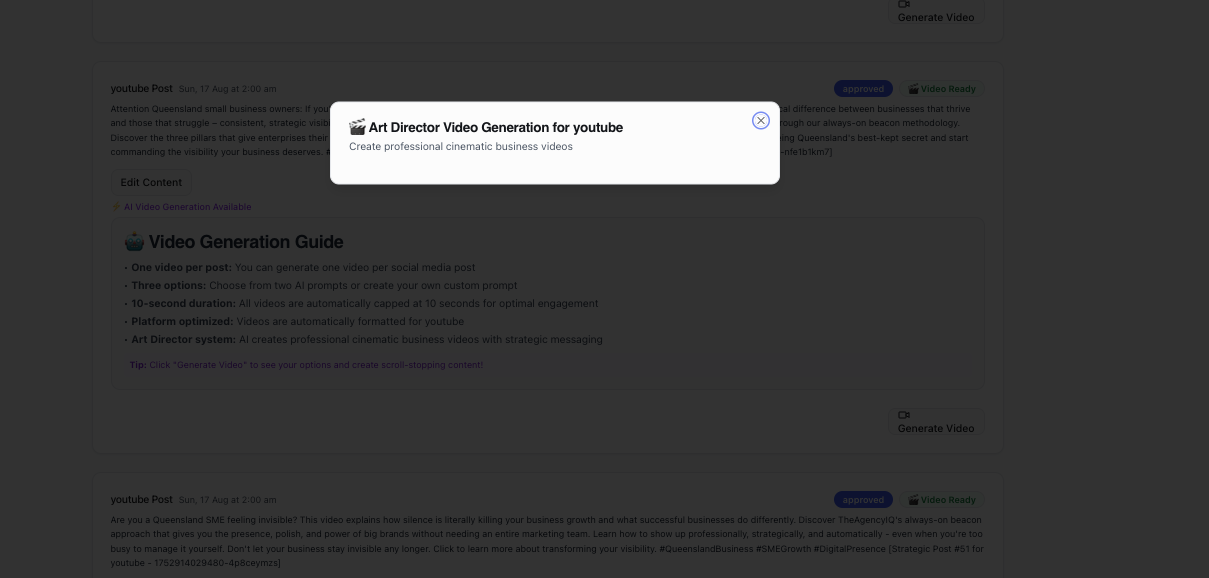 Generate Video
youtube Post Sun, 17 Aug at 2:00 am approved 🎬 Video Ready
Attention Queensland small business owners: If you al difference between businesses that thrive
and those that struggle – consistent, strategic visib rough our always-on beacon methodology.
Discover the three pillars that give enterprises their ing Queensland's best-kept secret and start
commanding the visibility your business deserves. # -nfe1b1km7]
🎬 Art Director Video Generation for youtube
Create professional cinematic business videos
Edit Content
⚡ AI Video Generation Available
🤖 Video Generation Guide
• One video per post: You can generate one video per social media post
• Three options: Choose from two AI prompts or create your own custom prompt
• 10-second duration: All videos are automatically capped at 10 seconds for optimal engagement
• Platform optimized: Videos are automatically formatted for youtube
• Art Director system: AI creates professional cinematic business videos with strategic messaging
Tip: Click "Generate Video" to see your options and create scroll-stopping content!
Generate Video
youtube Post Sun, 17 Aug at 2:00 am approved 🎬 Video Ready
Are you a Queensland SME feeling invisible? This video explains how silence is literally killing your business growth and what successful businesses do differently. Discover TheAgencyIQ's always-on beacon
approach that gives you the presence, polish, and power of big brands without needing an entire marketing team. Learn how to show up professionally, strategically, and automatically - even when you're too
busy to manage it yourself. Don't let your business stay invisible any longer. Click to learn more about transforming your visibility. #QueenslandBusiness #SMEGrowth #DigitalPresence [Strategic Post #51 for
youtube - 1752914029480-4p8ceymzs]